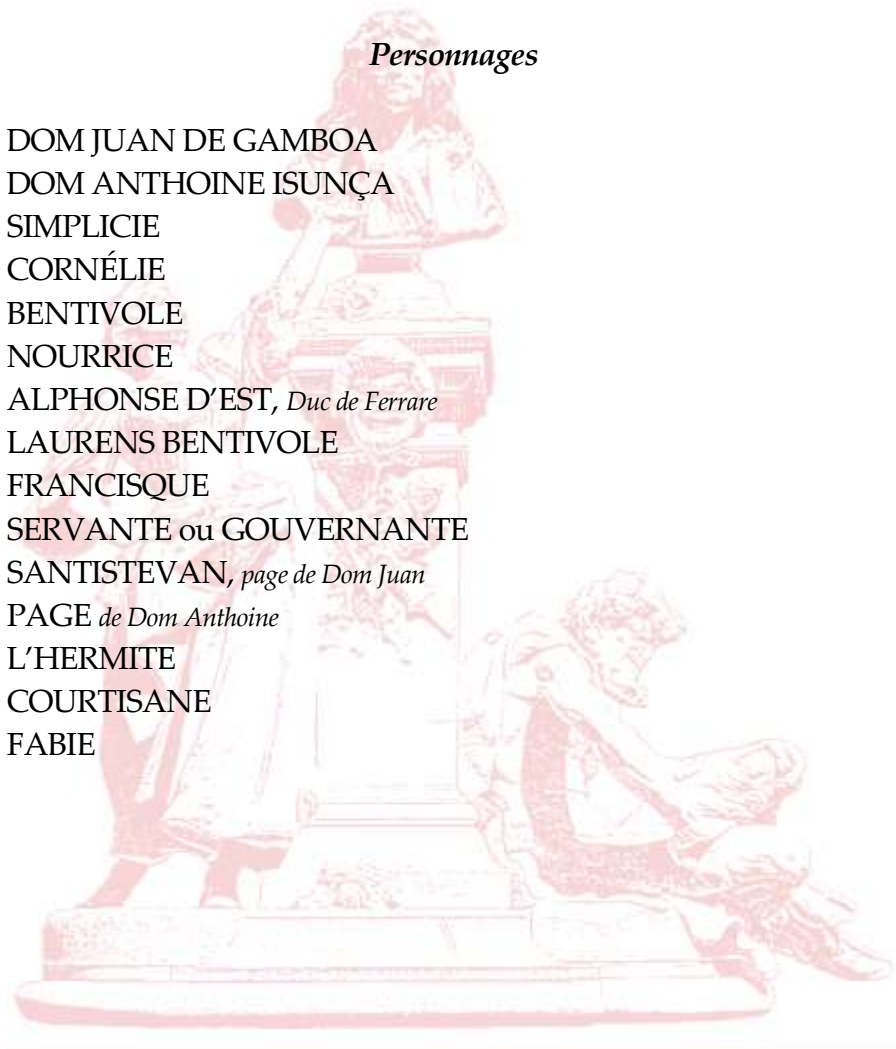 Personnages
DOM JUAN DE GAMBOA
DOM ANTHOINE ISUNÇA
SIMPLICIE
CORNÉLIE
BENTIVOLE
NOURRICE
ALPHONSE D’EST, Duc de Ferrare
LAURENS BENTIVOLE
FRANCISQUE
SERVANTE ou GOUVERNANTE
SANTISTEVAN, page de Dom Juan
PAGE de Dom Anthoine
L’HERMITE
COURTISANE
FABIE